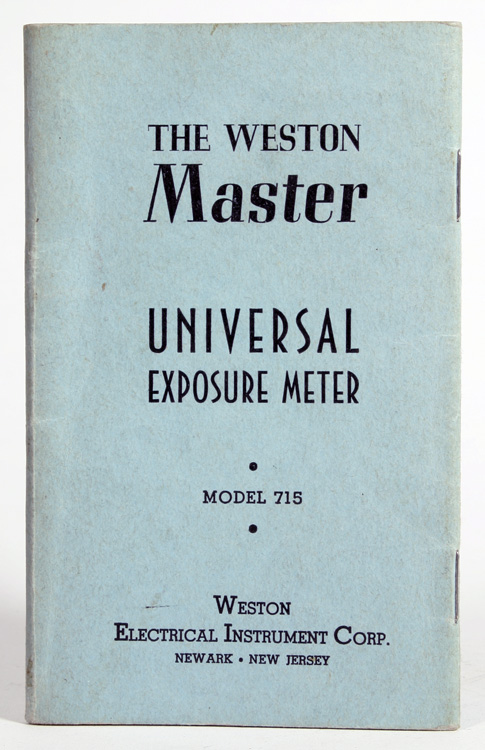 THE WESTON
Master
UNIVERSAL
EXPOSURE METER
MODEL 715
WESTON
ELECTRICAL INSTRUMENT CORP.
NEWARK • NEW JERSEY